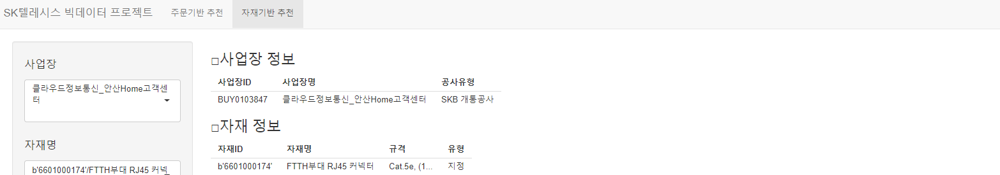 SK텔레시스 빅데이터 프로젝트 주문기반 추천 자재기반 추천
사업장
클라우드정보통신_안산Home고객센
터
자재명
b'6601000174'/FTTH부대 RJ45 커넥
□사업장 정보
사업장ID 사업장명 공사유형
BUY0103847 클라우드정보통신_안산Home고객센터 SKB 개통공사
□자재 정보
자재ID 자재명 규격 유형
b'6601000174' FTTH부대 RJ45 커넥터 Cat.5e, (1... 지정